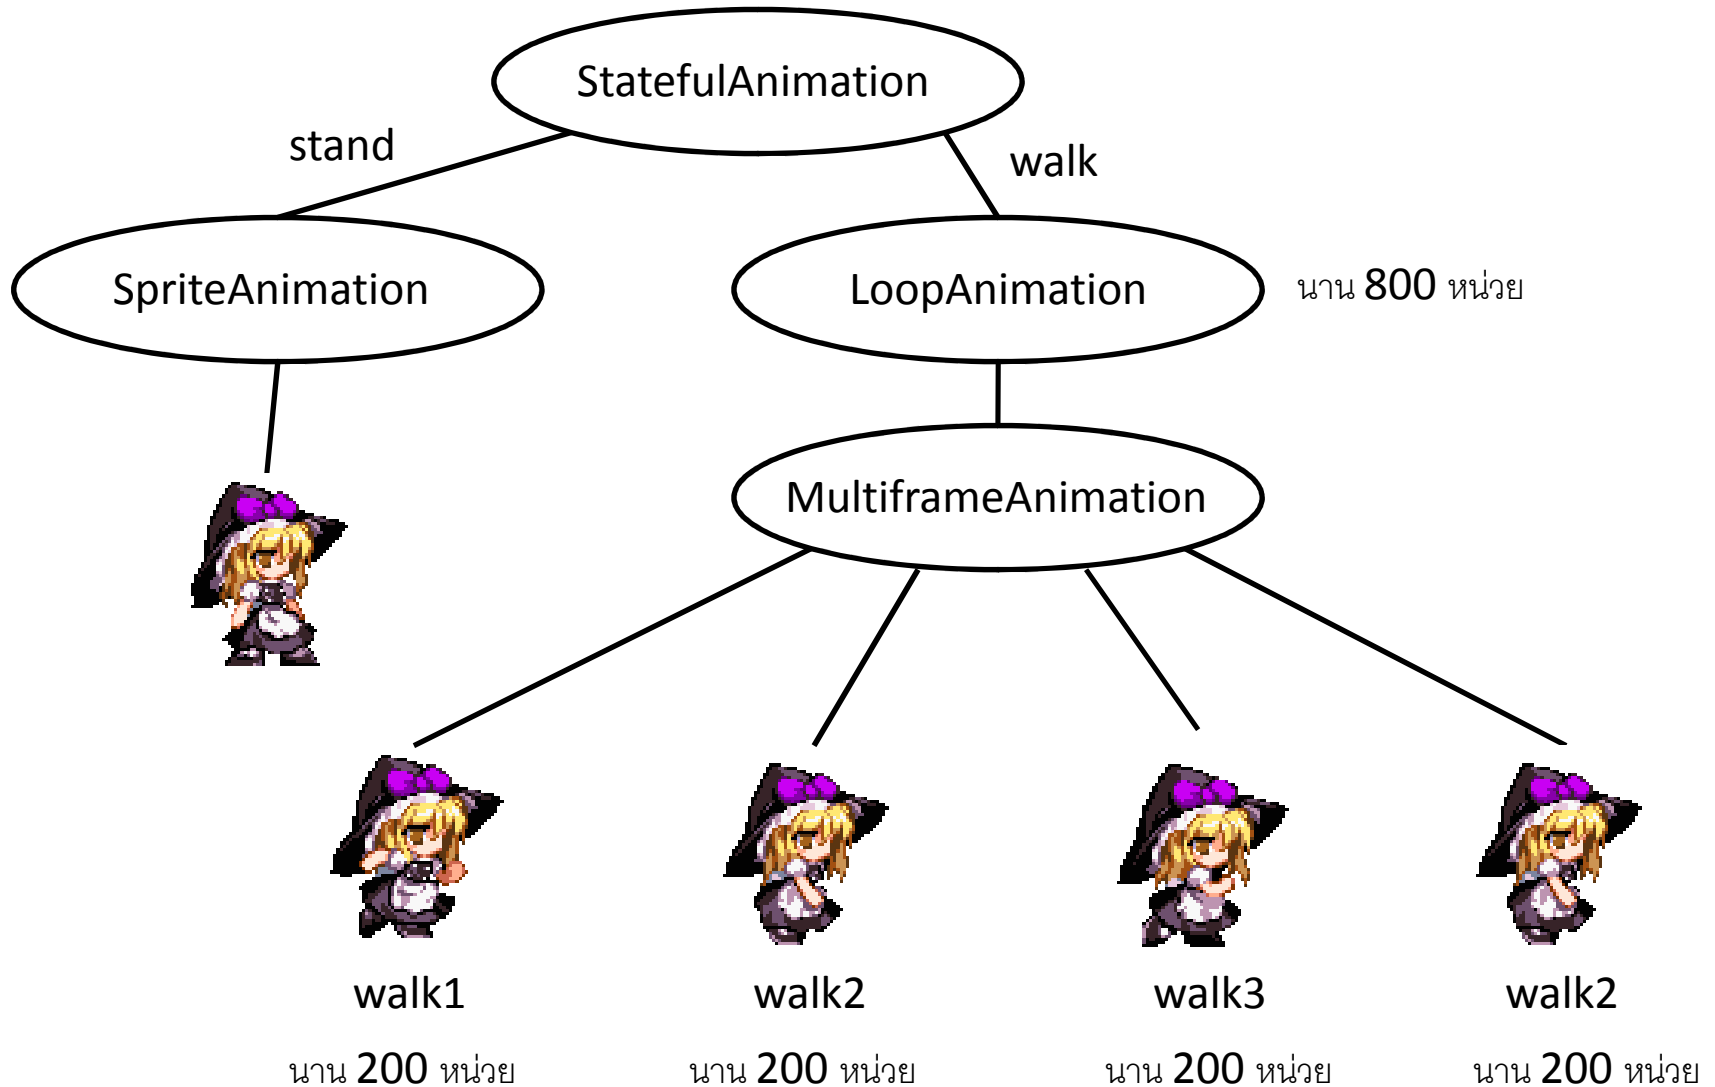 StatefulAnimation
stand
walk
SpriteAnimation
LoopAnimation
นาน 800 หน่วย
MultiframeAnimation
walk1
walk2
walk3
walk2
นาน 200 หน่วย
นาน 200 หน่วย
นาน 200 หน่วย
นาน 200 หน่วย